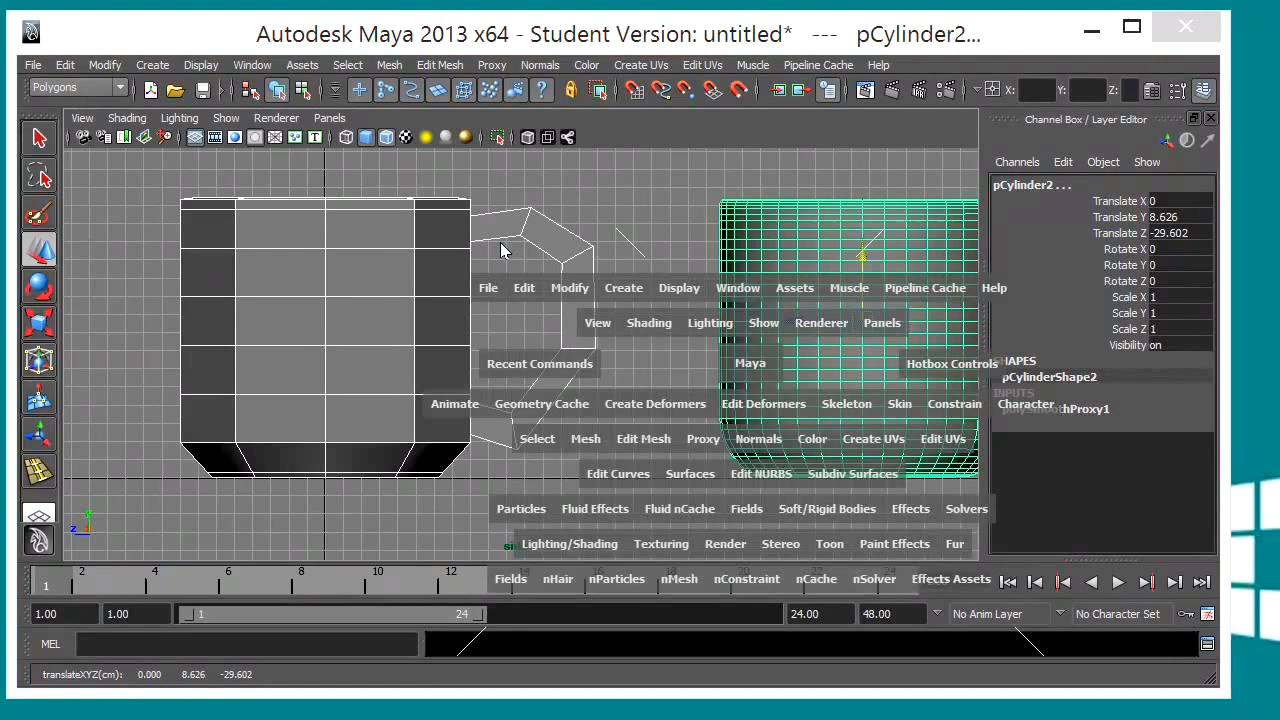 Autodesk Maya 2013 x64 - Student Version: untitled* --- pCylinder2...
File Edit Modify Create Display Window Assets Select Mesh Edit Mesh Proxy Normals Color Create UVs Edit UVs Muscle Pipeline Cache Help
Polygons X: Y: Z:
View Shading Lighting Show Renderer Panels
Channel Box / Layer Editor
Channels Edit Object Show
pCylinder2 . . .
Translate X 0
Translate Y 8.626
Translate Z -29.602
Rotate X 0
Rotate Y 0
Rotate Z 0
Scale X 1
Scale Y 1
Scale Z 1
Visibility on
SHAPES
pCylinderShape2
INPUTS
File Edit Modify Create Display Window Assets Muscle Pipeline Cache Help
View Shading Lighting Show Renderer Panels
Recent Commands Maya Hotbox Controls
Animate Geometry Cache Create Deformers Edit Deformers Skeleton Skin Constrain Character
Select Mesh Edit Mesh Proxy Normals Color Create UVs Edit UVs
Edit Curves Surfaces Edit NURBS Subdiv Surfaces
Particles Fluid Effects Fluid nCache Fields Soft/Rigid Bodies Effects Solvers
Lighting/Shading Texturing Render Stereo Toon Paint Effects Fur
Fields nHair nParticles nMesh nConstraint nCache nSolver Effects Assets
z y
1 2 4 6 8 10 12
1.00 1.00 1 24 24.00 48.00 No Anim Layer No Character Set
MEL
translateXYZ(cm): 0.000 8.626 -29.602